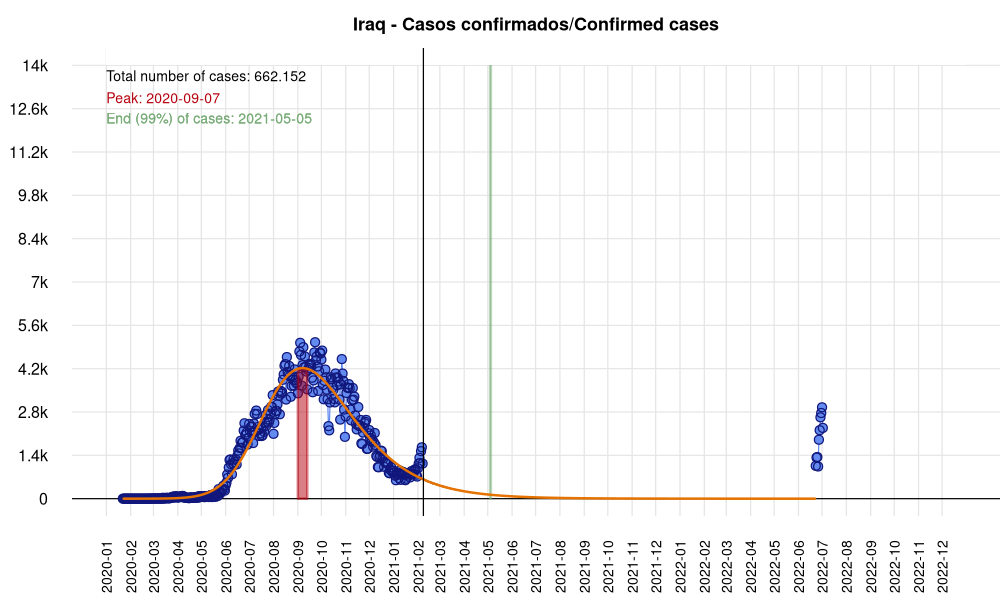 Iraq - Casos confirmados/Confirmed cases
Total number of cases: 662.152
Peak: 2020-09-07
End (99%) of cases: 2021-05-05
14k
12.6k
11.2k
9.8k
8.4k
7k
5.6k
4.2k
2.8k
1.4k
0
2020-01
2020-02
2020-03
2020-04
2020-05
2020-06
2020-07
2020-08
2020-09
2020-10
2020-11
2020-12
2021-01
2021-02
2021-03
2021-04
2021-05
2021-06
2021-07
2021-08
2021-09
2021-10
2021-11
2021-12
2022-01
2022-02
2022-03
2022-04
2022-05
2022-06
2022-07
2022-08
2022-09
2022-10
2022-11
2022-12